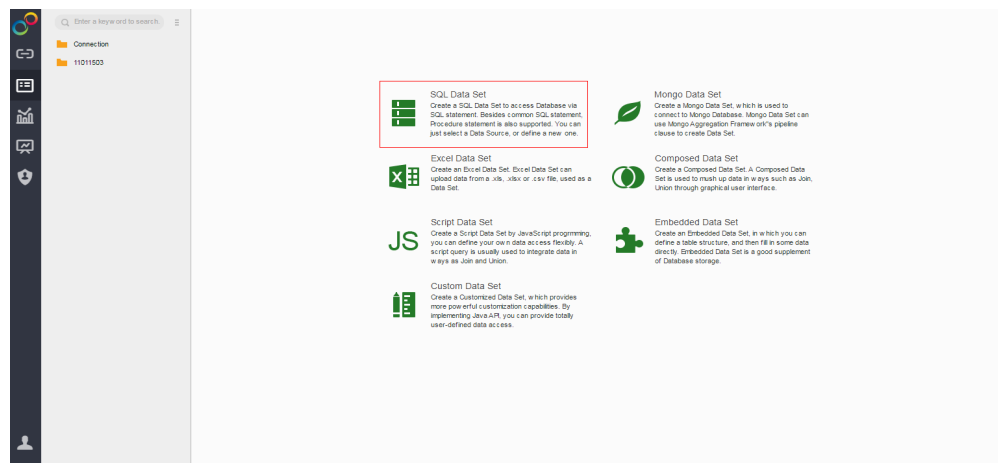 Enter a keyword to search.
Connection
11011503
SQL Data Set
Create a SQL Data Set to access Database via
SQL statement. Besides common SQL statement,
Procedure statement is also supported. You can
just select a Data Source, or define a new one.
Mongo Data Set
Create a Mongo Data Set, which is used to
connect to Mongo Database. Mongo Data Set can
use Mongo Aggregation Framework"s pipeline
clause to create Data Set.
Excel Data Set
Create an Excel Data Set. Excel Data Set can
upload data from a .xls, .xlsx or .csv file, used as a
Data Set.
Composed Data Set
Create a Composed Data Set. A Composed Data
Set is used to mush up data in ways such as Join,
Union through graphical user interface.
JS
Script Data Set
Create a Script Data Set by JavaScript progrmming,
you can define your own data access flexibly. A
script query is usually used to integrate data in
ways as Join and Union.
Embedded Data Set
Create an Embedded Data Set, in which you can
define a table structure, and then fill in some data
directly. Embedded Data Set is a good supplement
of Database storage.
Custom Data Set
Create a Customized Data Set, which provides
more powerful customization capabilities. By
implementing Java API, you can provide totally
user-defined data access.